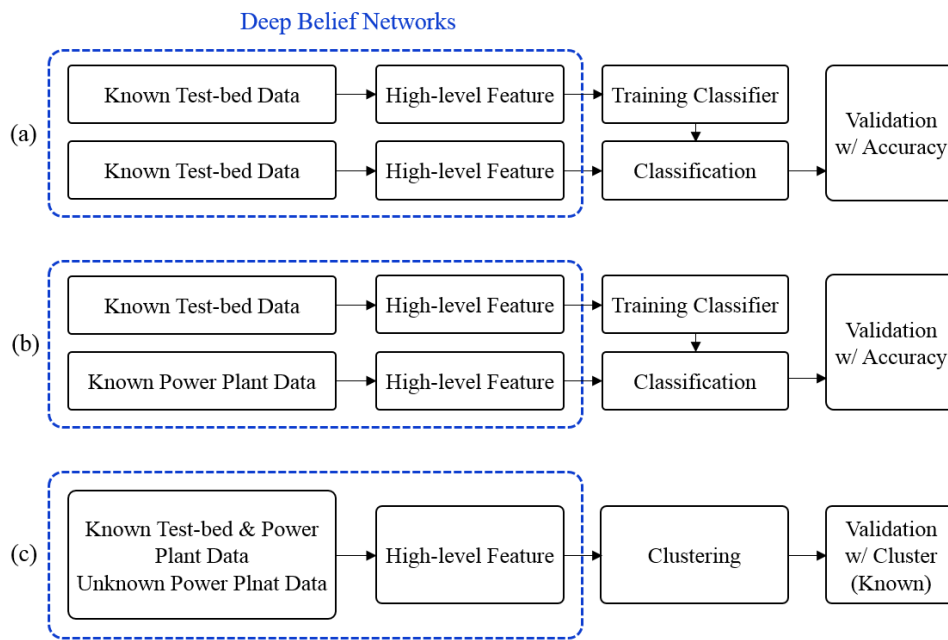 Deep Belief Networks
(a)
Known Test-bed Data
High-level Feature
Training Classifier
Known Test-bed Data
High-level Feature
Classification
Validation
w/ Accuracy
(b)
Known Test-bed Data
High-level Feature
Training Classifier
Known Power Plant Data
High-level Feature
Classification
Validation
w/ Accuracy
(c)
Known Test-bed & Power
Plant Data
Unknown Power Plnat Data
High-level Feature
Clustering
Validation
w/ Cluster
(Known)